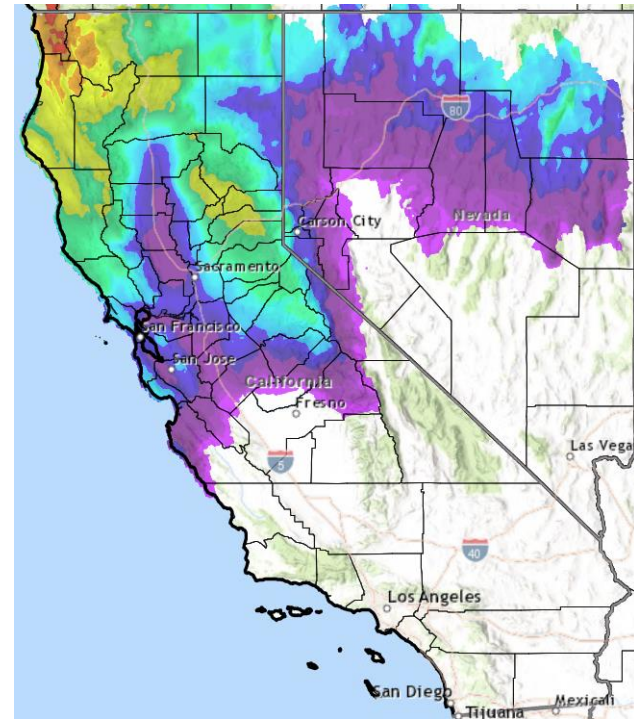 80
Nevada
Carson City
Sacramento
San Francisco
San Jose
California
Fresno
5
Las Vega
40
Los Angeles
San Diego
Tijuana
Mexicali